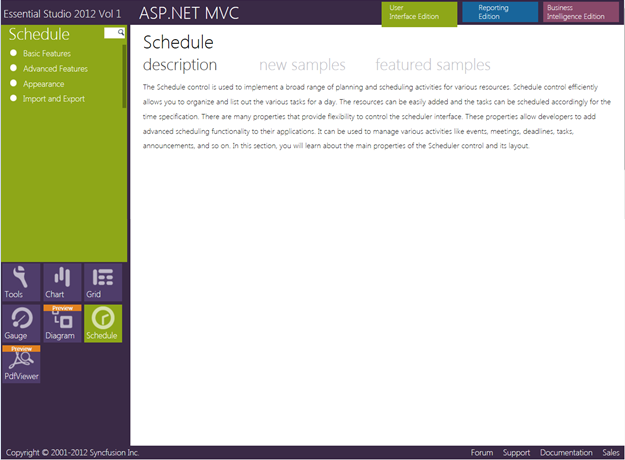 Essential Studio 2012 Vol 1
ASP.NET MVC
User
Interface Edition
Reporting
Edition
Business
Intelligence Edition
Schedule
Basic Features
Advanced Features
Appearance
Import and Export
Schedule
description
new samples
featured samples
The Schedule control is used to implement a broad range of planning and scheduling activities for various resources. Schedule control efficiently
allows you to organize and list out the various tasks for a day. The resources can be easily added and the tasks can be scheduled accordingly for the
time specification. There are many properties that provide flexibility to control the scheduler interface. These properties allow developers to add
advanced scheduling functionality to their applications. It can be used to manage various activities like events, meetings, deadlines, tasks,
announcements, and so on. In this section, you will learn about the main properties of the Scheduler control and its layout.
Tools
Chart
Grid
Gauge
Preview
Diagram
Schedule
Preview
PdfViewer
Copyright © 2001-2012 Syncfusion Inc.
Forum
Support
Documentation
Sales